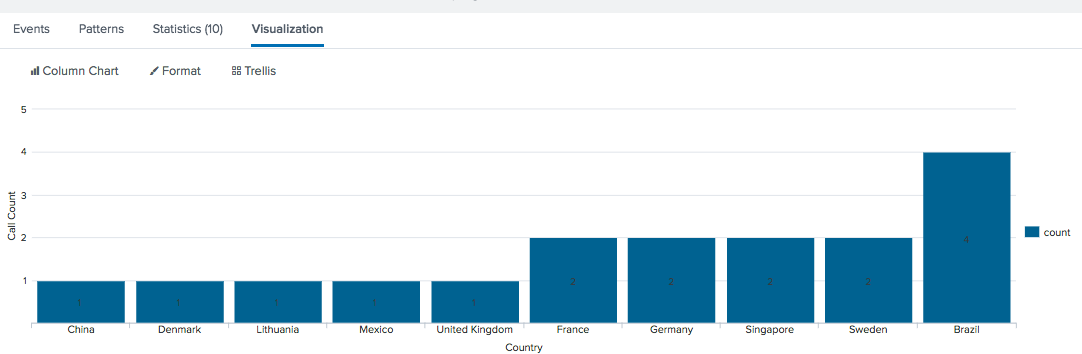 Events Patterns Statistics (10) Visualization
Column Chart Format Trellis
5
4
3
2
1
Call Count
1 1 1 1 1 2 2 2 2 4
count
China Denmark Lithuania Mexico United Kingdom France Germany Singapore Sweden Brazil
Country